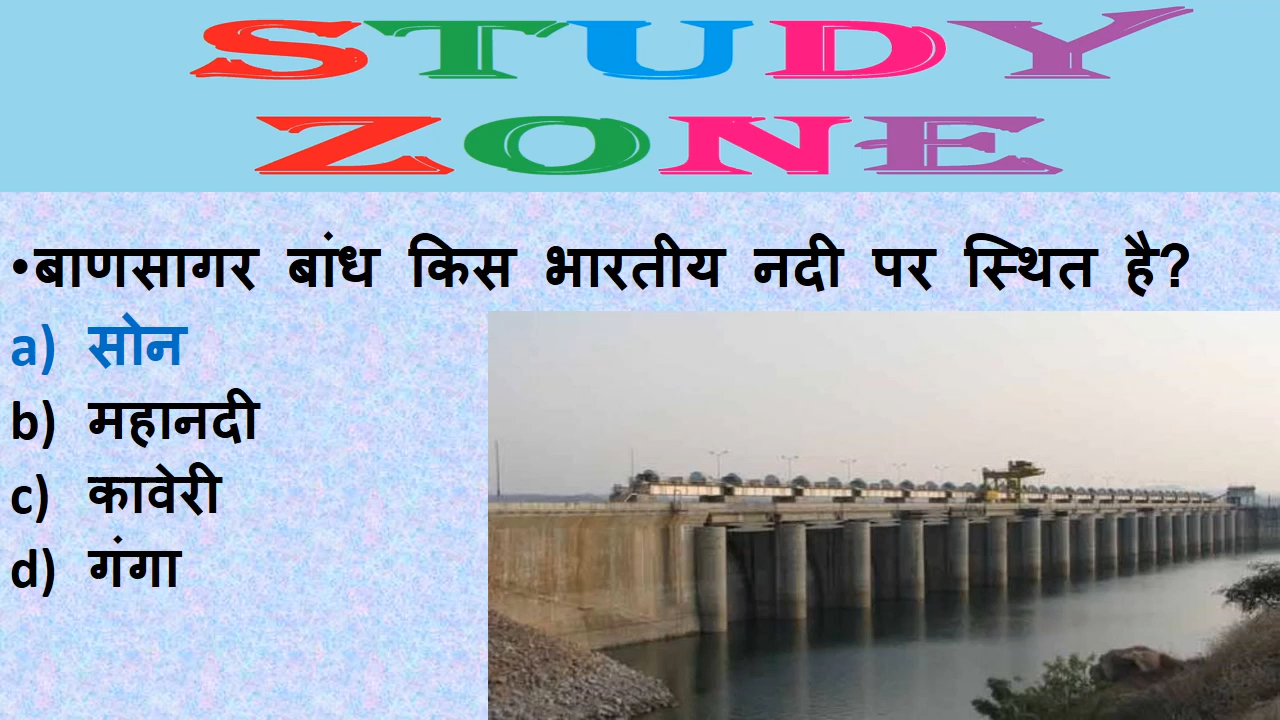 STUDY
ZONE
•बाणसागर बांध किस भारतीय नदी पर स्थित है?
a) सोन
b) महानदी
c) कावेरी
d) गंगा